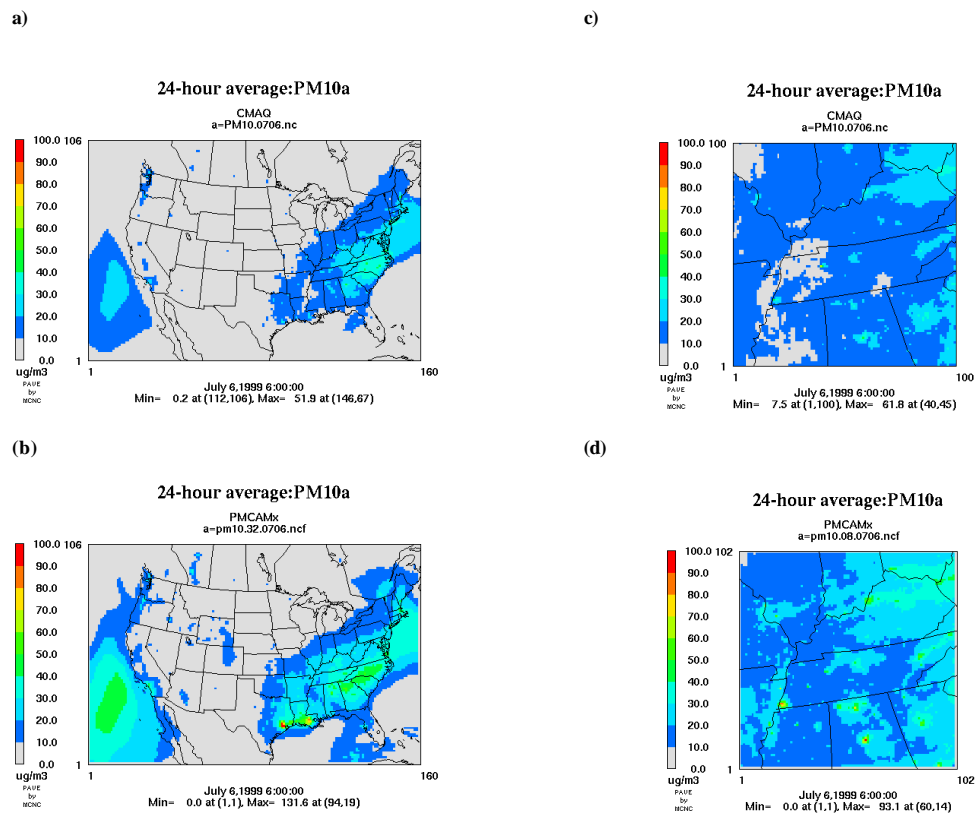 a)
24-hour average:PM10a
CMAQ
a=PM10.0706.nc
100.0
90.0
80.0
70.0
60.0
50.0
40.0
30.0
20.0
10.0
0.0
ug/m3
PAVE
by
MCNC
106
1
1
160
July 6,1999 6:00:00
Min= 0.2 at (112,106), Max= 51.9 at (146,67)
c)
24-hour average:PM10a
CMAQ
a=PM10.0706.nc
100.0
90.0
80.0
70.0
60.0
50.0
40.0
30.0
20.0
10.0
0.0
ug/m3
PAVE
by
MCNC
100
1
1
100
July 6,1999 6:00:00
Min= 7.5 at (1,100), Max= 61.8 at (40,45)
(b)
24-hour average:PM10a
PMCAMx
a=pm10.32.0706.ncf
100.0
90.0
80.0
70.0
60.0
50.0
40.0
30.0
20.0
10.0
0.0
ug/m3
PAVE
by
MCNC
106
1
1
160
July 6,1999 6:00:00
Min= 0.0 at (1,1), Max= 131.6 at (94,19)
(d)
24-hour average:PM10a
PMCAMx
a=pm10.08.0706.ncf
100.0
90.0
80.0
70.0
60.0
50.0
40.0
30.0
20.0
10.0
0.0
ug/m3
PAVE
by
MCNC
102
1
1
102
July 6,1999 6:00:00
Min= 0.0 at (1,1), Max= 93.1 at (60,14)